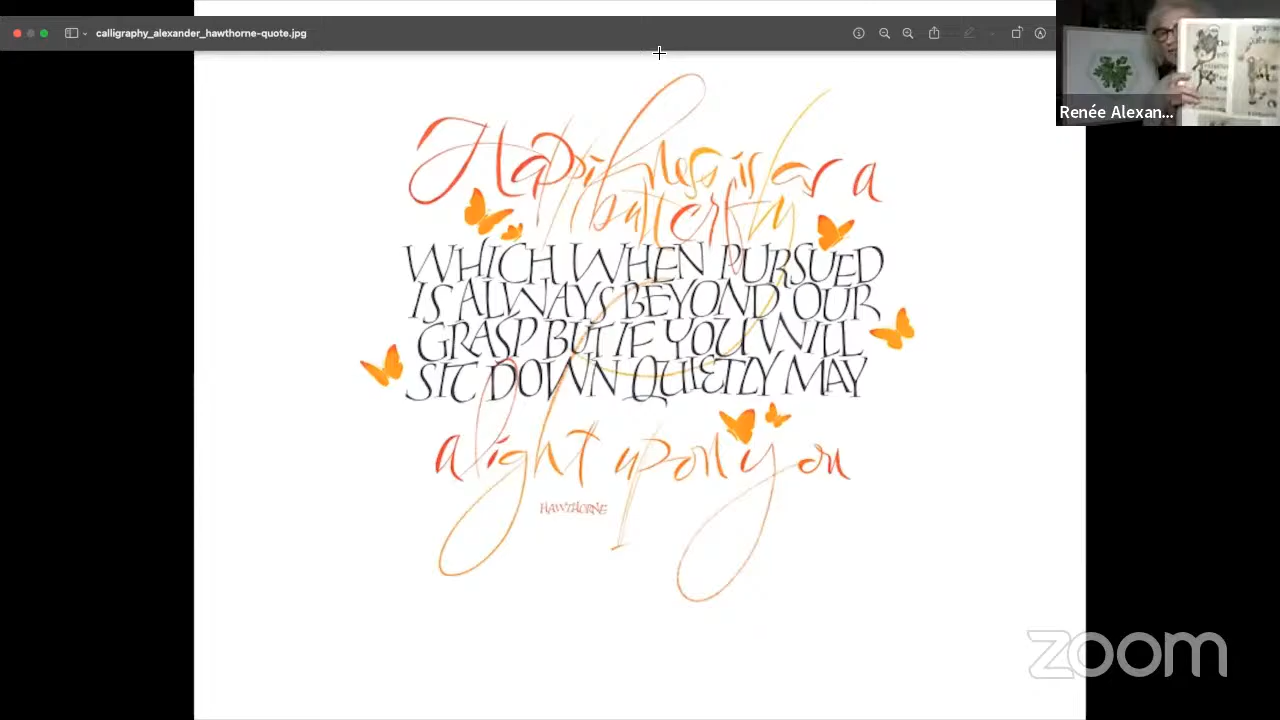 calligraphy_alexander_hawthorne-quote.jpg
Renée Alexan...
Happiness is as a
butterfly
WHICH WHEN PURSUED
IS ALWAYS BEYOND OUR
GRASP BUT IF YOU WILL
SIT DOWN QUIETLY MAY
alight upon you
HAWTHORNE
zoom